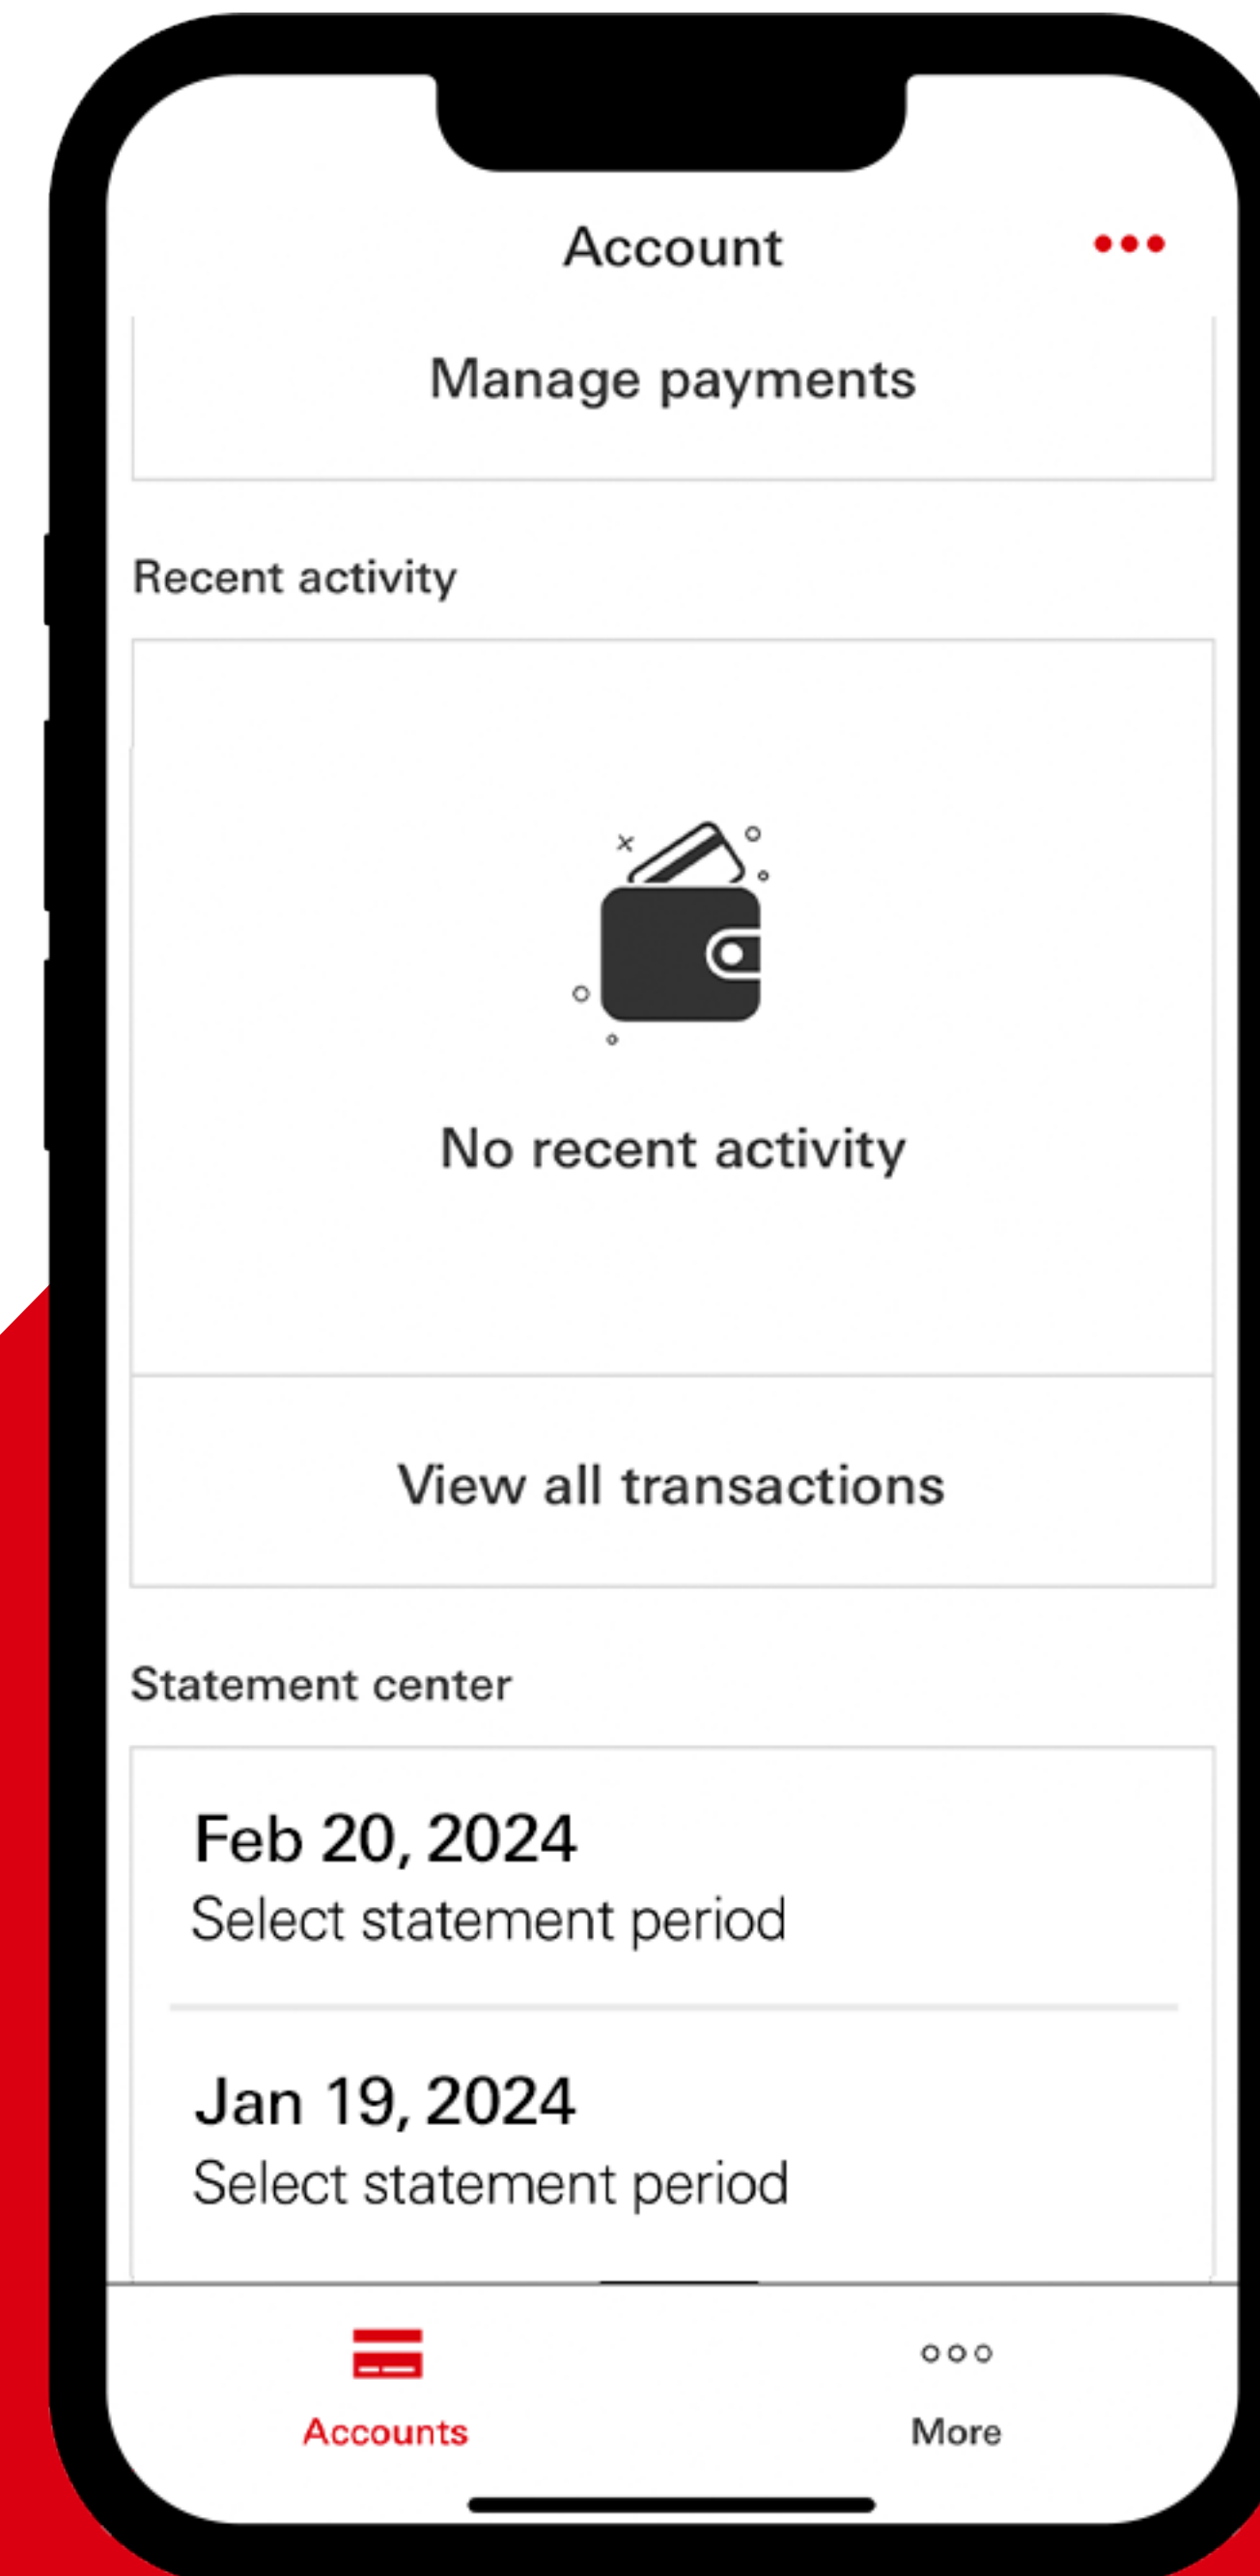 Account
Manage payments
Recent activity
No recent activity
View all transactions
Statement center
Feb 20, 2024
Select statement period
Jan 19, 2024
Select statement period
Accounts
More